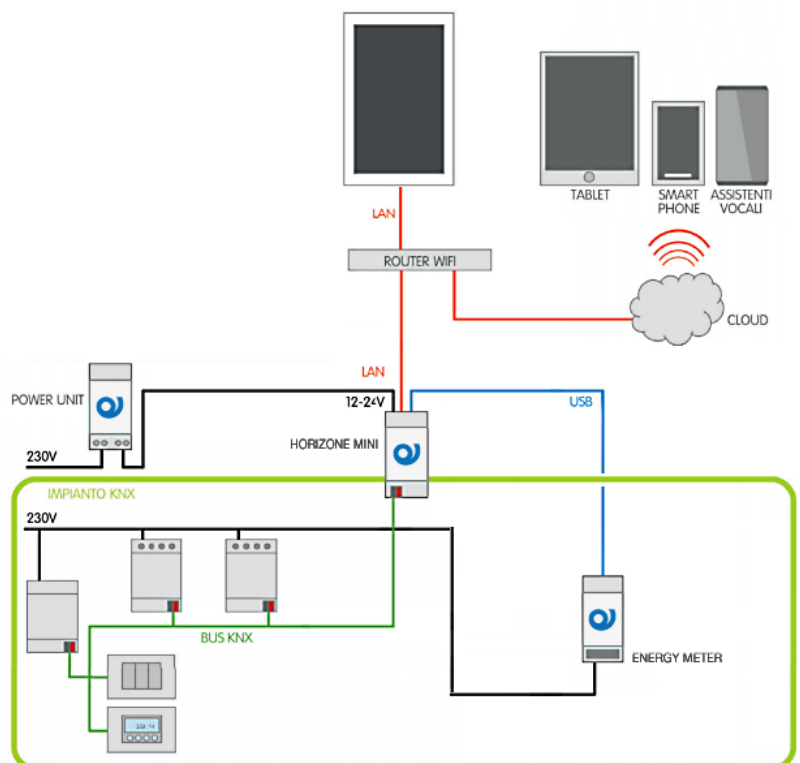 TABLET
SMART
PHONE
ASSISTENTI
VOCALI
LAN
ROUTER WIFI
CLOUD
LAN
POWER UNIT
12-24V
USB
HORIZONE MINI
230V
IMPIANTO KNX
230V
BUS KNX
ENERGY METER